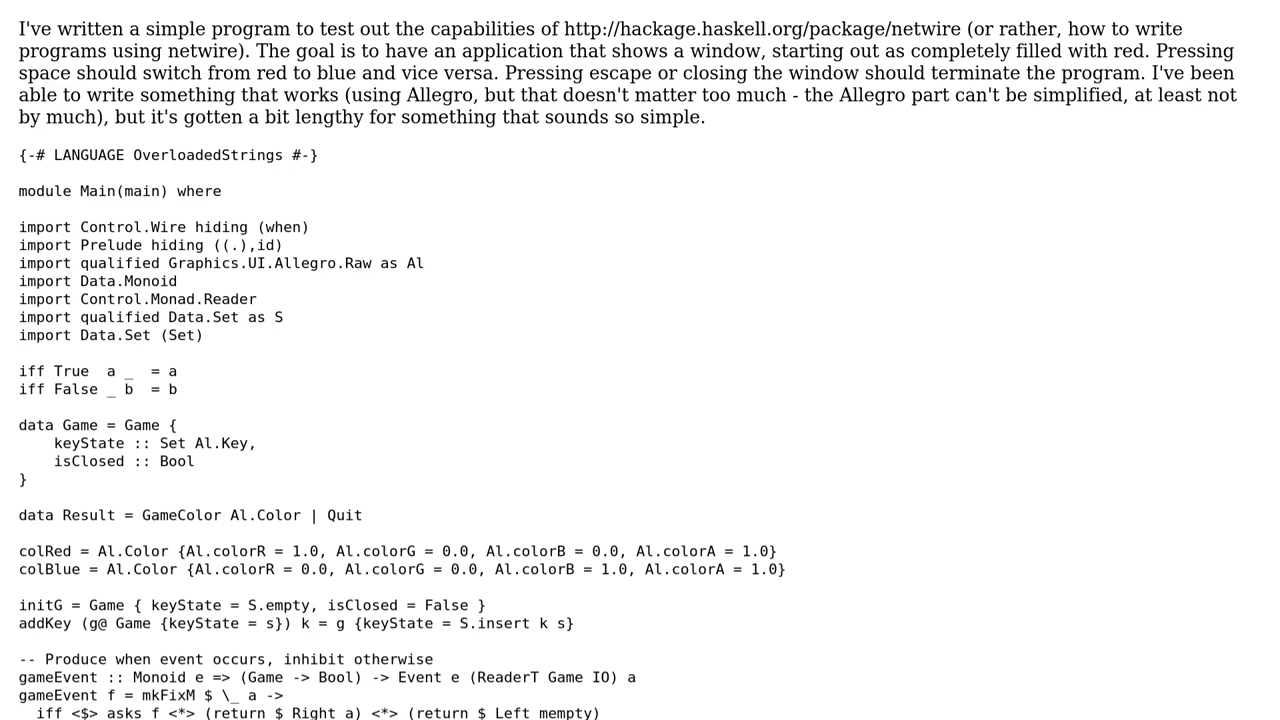 I've written a simple program to test out the capabilities of http://hackage.haskell.org/package/netwire (or rather, how to write
programs using netwire). The goal is to have an application that shows a window, starting out as completely filled with red. Pressing
space should switch from red to blue and vice versa. Pressing escape or closing the window should terminate the program. I've been
able to write something that works (using Allegro, but that doesn't matter too much - the Allegro part can't be simplified, at least not
by much), but it's gotten a bit lengthy for something that sounds so simple.
{-# LANGUAGE OverloadedStrings #-}
module Main(main) where
import Control.Wire hiding (when)
import Prelude hiding ((.),id)
import qualified Graphics.UI.Allegro.Raw as Al
import Data.Monoid
import Control.Monad.Reader
import qualified Data.Set as S
import Data.Set (Set)
iff True  a _  = a
iff False _ b  = b
data Game = Game {
    keyState :: Set Al.Key,
    isClosed :: Bool
}
data Result = GameColor Al.Color | Quit
colRed = Al.Color {Al.colorR = 1.0, Al.colorG = 0.0, Al.colorB = 0.0, Al.colorA = 1.0}
colBlue = Al.Color {Al.colorR = 0.0, Al.colorG = 0.0, Al.colorB = 1.0, Al.colorA = 1.0}
initG = Game { keyState = S.empty, isClosed = False }
addKey (g@ Game {keyState = s}) k = g {keyState = S.insert k s}
-- Produce when event occurs, inhibit otherwise
gameEvent :: Monoid e => (Game -> Bool) -> Event e (ReaderT Game IO) a
gameEvent f = mkFixM $ \_ a ->
  iff <$> asks f <*> (return $ Right a) <*> (return $ Left mempty)